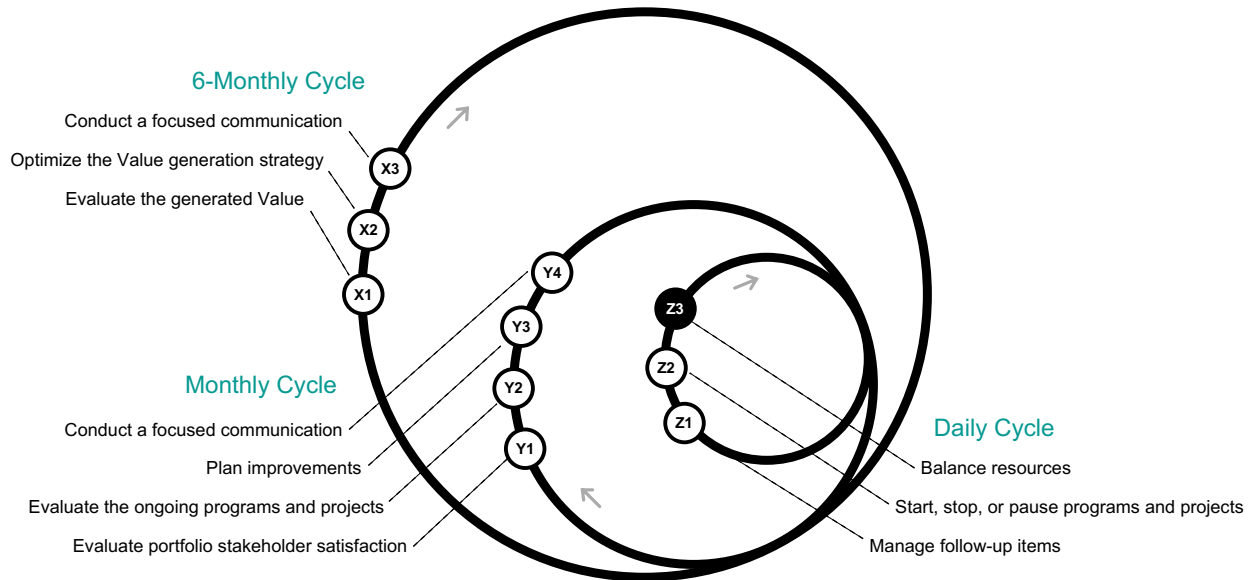 6-Monthly Cycle
Conduct a focused communication
Optimize the Value generation strategy
Evaluate the generated Value
X3
X2
X1
Monthly Cycle
Conduct a focused communication
Plan improvements
Evaluate the ongoing programs and projects
Evaluate portfolio stakeholder satisfaction
Y4
Y3
Y2
Y1
Z3
Z2
Z1
Daily Cycle
Balance resources
Start, stop, or pause programs and projects
Manage follow-up items